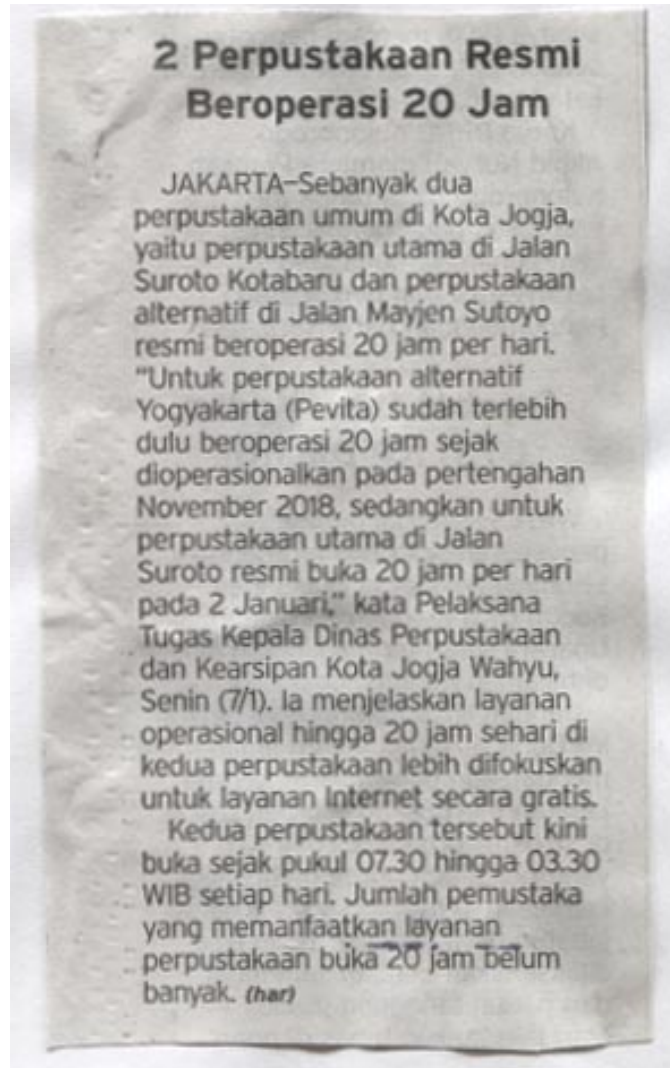 2 Perpustakaan Resmi
Beroperasi 20 Jam
JAKARTA–Sebanyak dua
perpustakaan umum di Kota Jogja,
yaitu perpustakaan utama di Jalan
Suroto Kotabaru dan perpustakaan
alternatif di Jalan Mayjen Sutoyo
resmi beroperasi 20 jam per hari.
"Untuk perpustakaan alternatif
Yogyakarta (Pevita) sudah terlebih
dulu beroperasi 20 jam sejak
dioperasionalkan pada pertengahan
November 2018, sedangkan untuk
perpustakaan utama di Jalan
Suroto resmi buka 20 jam per hari
pada 2 Januari," kata Pelaksana
Tugas Kepala Dinas Perpustakaan
dan Kearsipan Kota Jogja Wahyu,
Senin (7/1). Ia menjelaskan layanan
operasional hingga 20 jam sehari di
kedua perpustakaan lebih difokuskan
untuk layanan Internet secara gratis.
Kedua perpustakaan tersebut kini
buka sejak pukul 07.30 hingga 03.30
WIB setiap hari. Jumlah pemustaka
yang memanfaatkan layanan
perpustakaan buka 20 jam belum
banyak. (har)